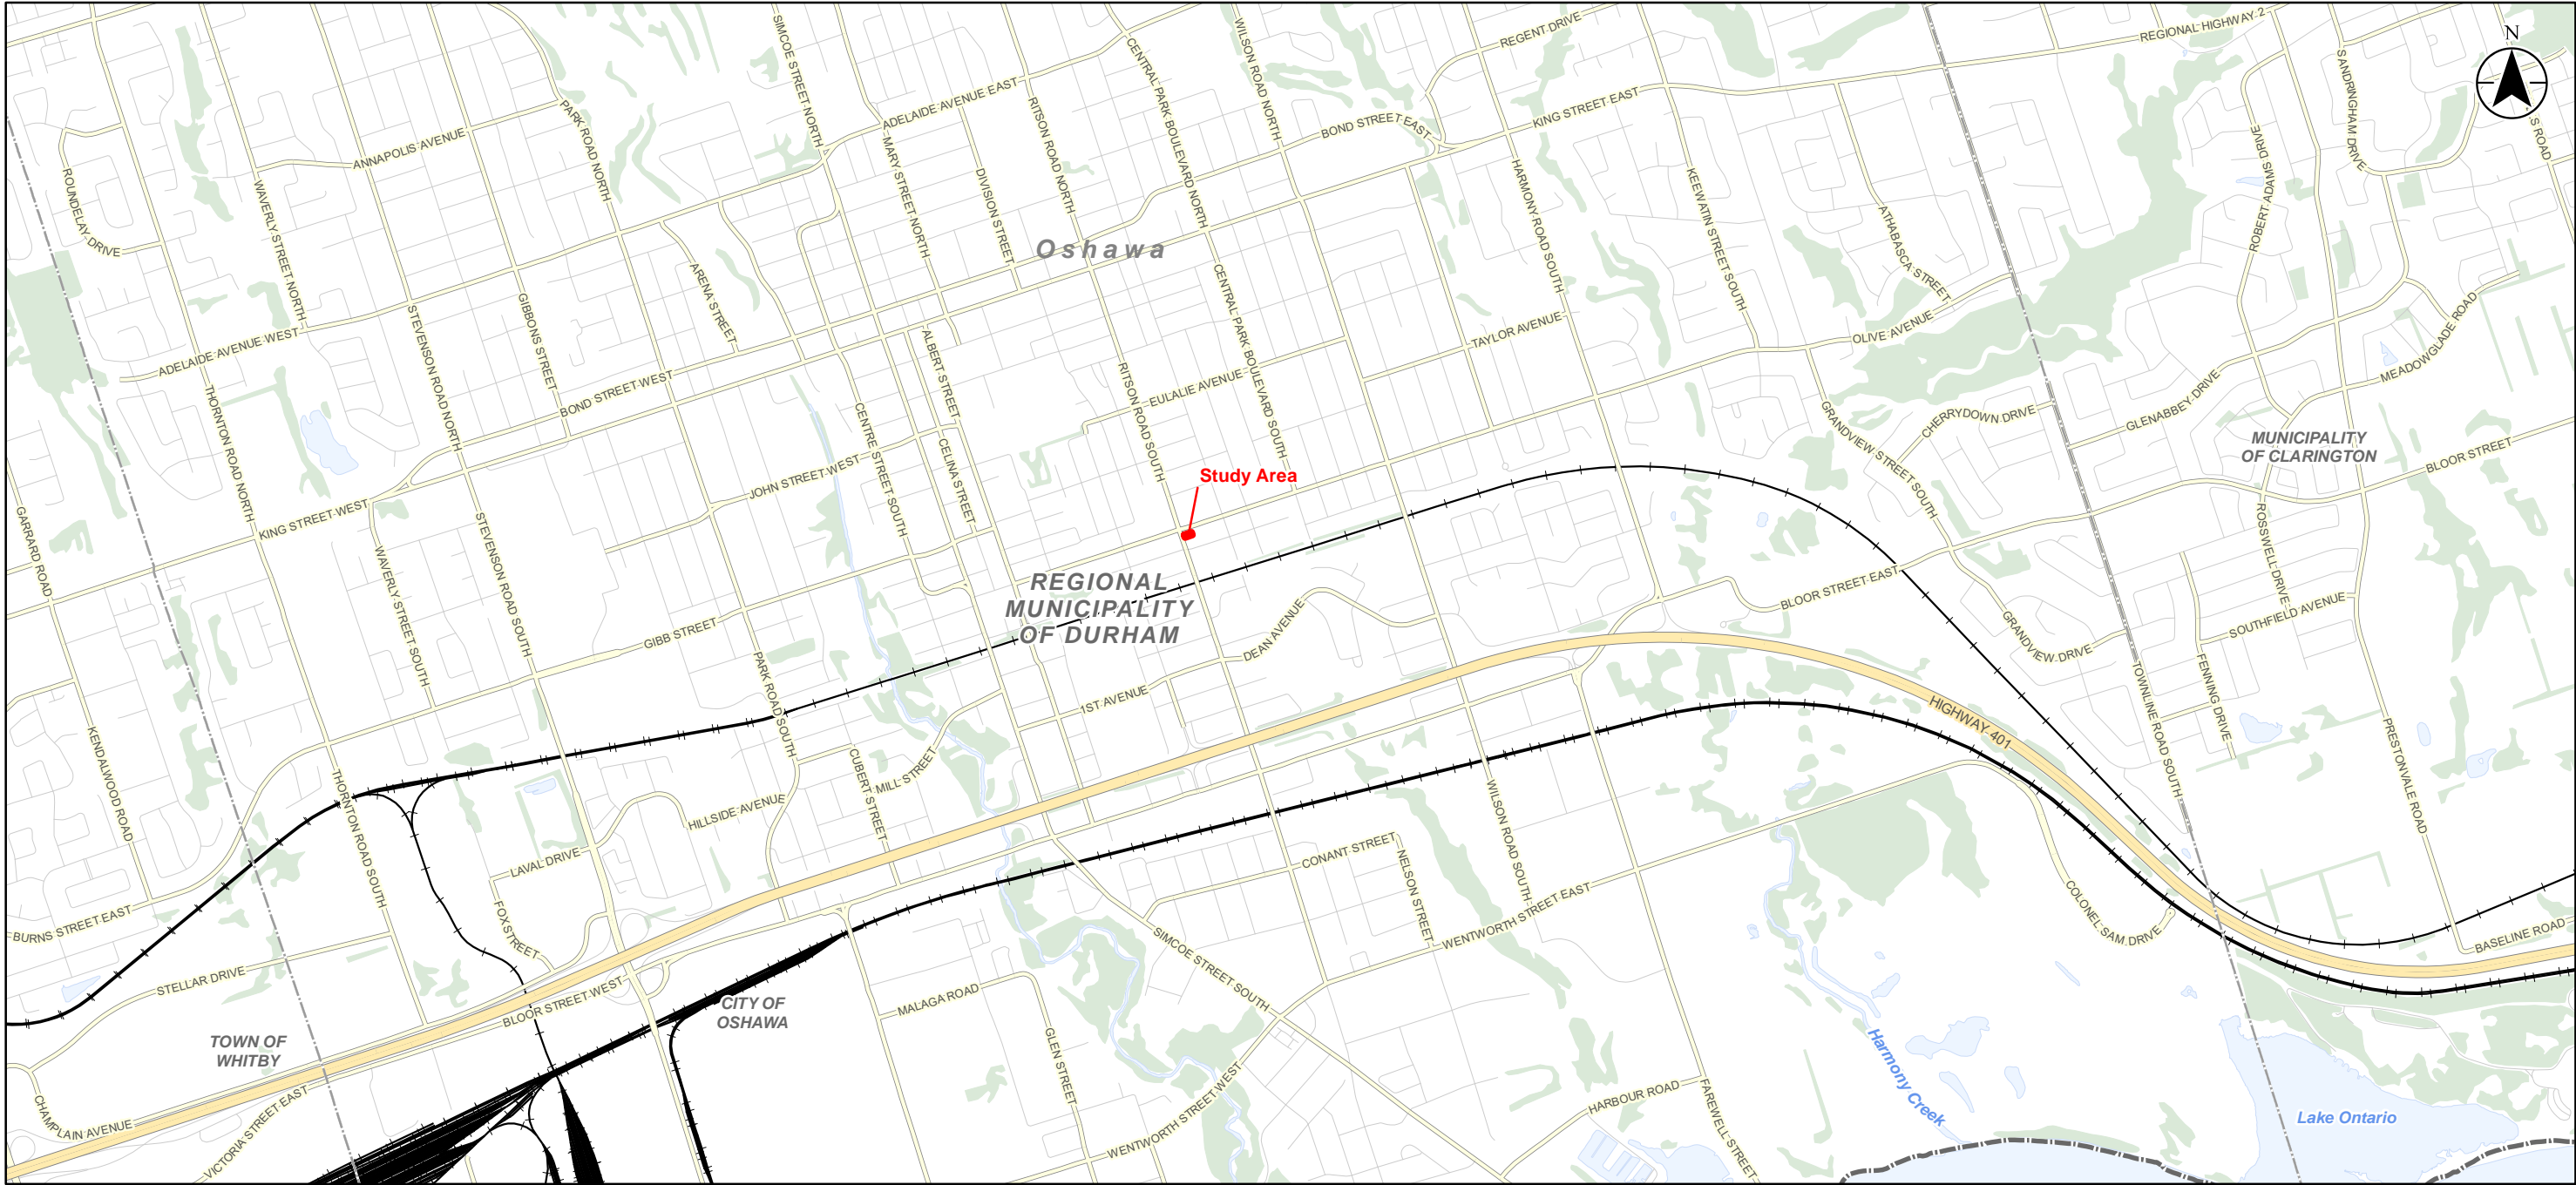 REGIONAL HIGHWAY 2
N
SIMCOE STREET NORTH
WILSON ROAD NORTH
REGENT DRIVE
CENTRAL PARK BOULEVARD NORTH
SANDRINGHAM DRIVE
S ROAD
ADELAIDE AVENUE EAST
RITSON ROAD NORTH
PARK ROAD NORTH
KING STREET EAST
BOND STREET EAST
ANNAPOLIS AVENUE
MARY STREET NORTH
DIVISION STREET
ROUNDELAY DRIVE
WAVERLY STREET NORTH
HARMONY ROAD SOUTH
KEEWATIN STREET SOUTH
ATHABASCA STREET
ROBERT ADAMS DRIVE
Oshawa
ARENA STREET
CENTRAL PARK BOULEVARD SOUTH
GIBBONS STREET
STEVENSON ROAD NORTH
ADELAIDE AVENUE WEST
ALBERT STREET
TAYLOR AVENUE
OLIVE AVENUE
MEADOWGLADE ROAD
THORNTON ROAD NORTH
BOND STREET WEST
RITSON ROAD SOUTH
EULALIE AVENUE
GLENABBEY DRIVE
CHERRYDOWN DRIVE
GRANDVIEW STREET SOUTH
MUNICIPALITY
OF CLARINGTON
BLOOR STREET
CENTRE STREET SOUTH
CELINA STREET
JOHN STREET WEST
Study Area
KING STREET WEST
GARRARD ROAD
STEVENSON ROAD SOUTH
WAVERLY STREET SOUTH
ROSSWELL DRIVE
REGIONAL
MUNICIPALITY
OF DURHAM
BLOOR STREET EAST
DEAN AVENUE
GIBB STREET
SOUTHFIELD AVENUE
GRANDVIEW DRIVE
PARK ROAD SOUTH
1ST AVENUE
FENNING DRIVE
TOWNLINE ROAD SOUTH
HIGHWAY 401
KENDALWOOD ROAD
PRESTONVALE ROAD
MILL STREET
CUBERT STREET
HILLSIDE AVENUE
THORNTON ROAD SOUTH
WILSON ROAD SOUTH
LAVAL DRIVE
CONANT STREET
NELSON STREET
WENTWORTH STREET EAST
COLONEL SAM DRIVE
BURNS STREET EAST
FOX STREET
BASELINE ROAD
SIMCOE STREET SOUTH
STELLAR DRIVE
MALAGA ROAD
BLOOR STREET WEST
CITY OF
OSHAWA
TOWN OF
WHITBY
GLEN STREET
Harmony Creek
WENTWORTH STREET WEST
HARBOUR ROAD
FAREWELL STREET
Lake Ontario
CHAMPLAIN AVENUE
VICTORIA STREET EAST